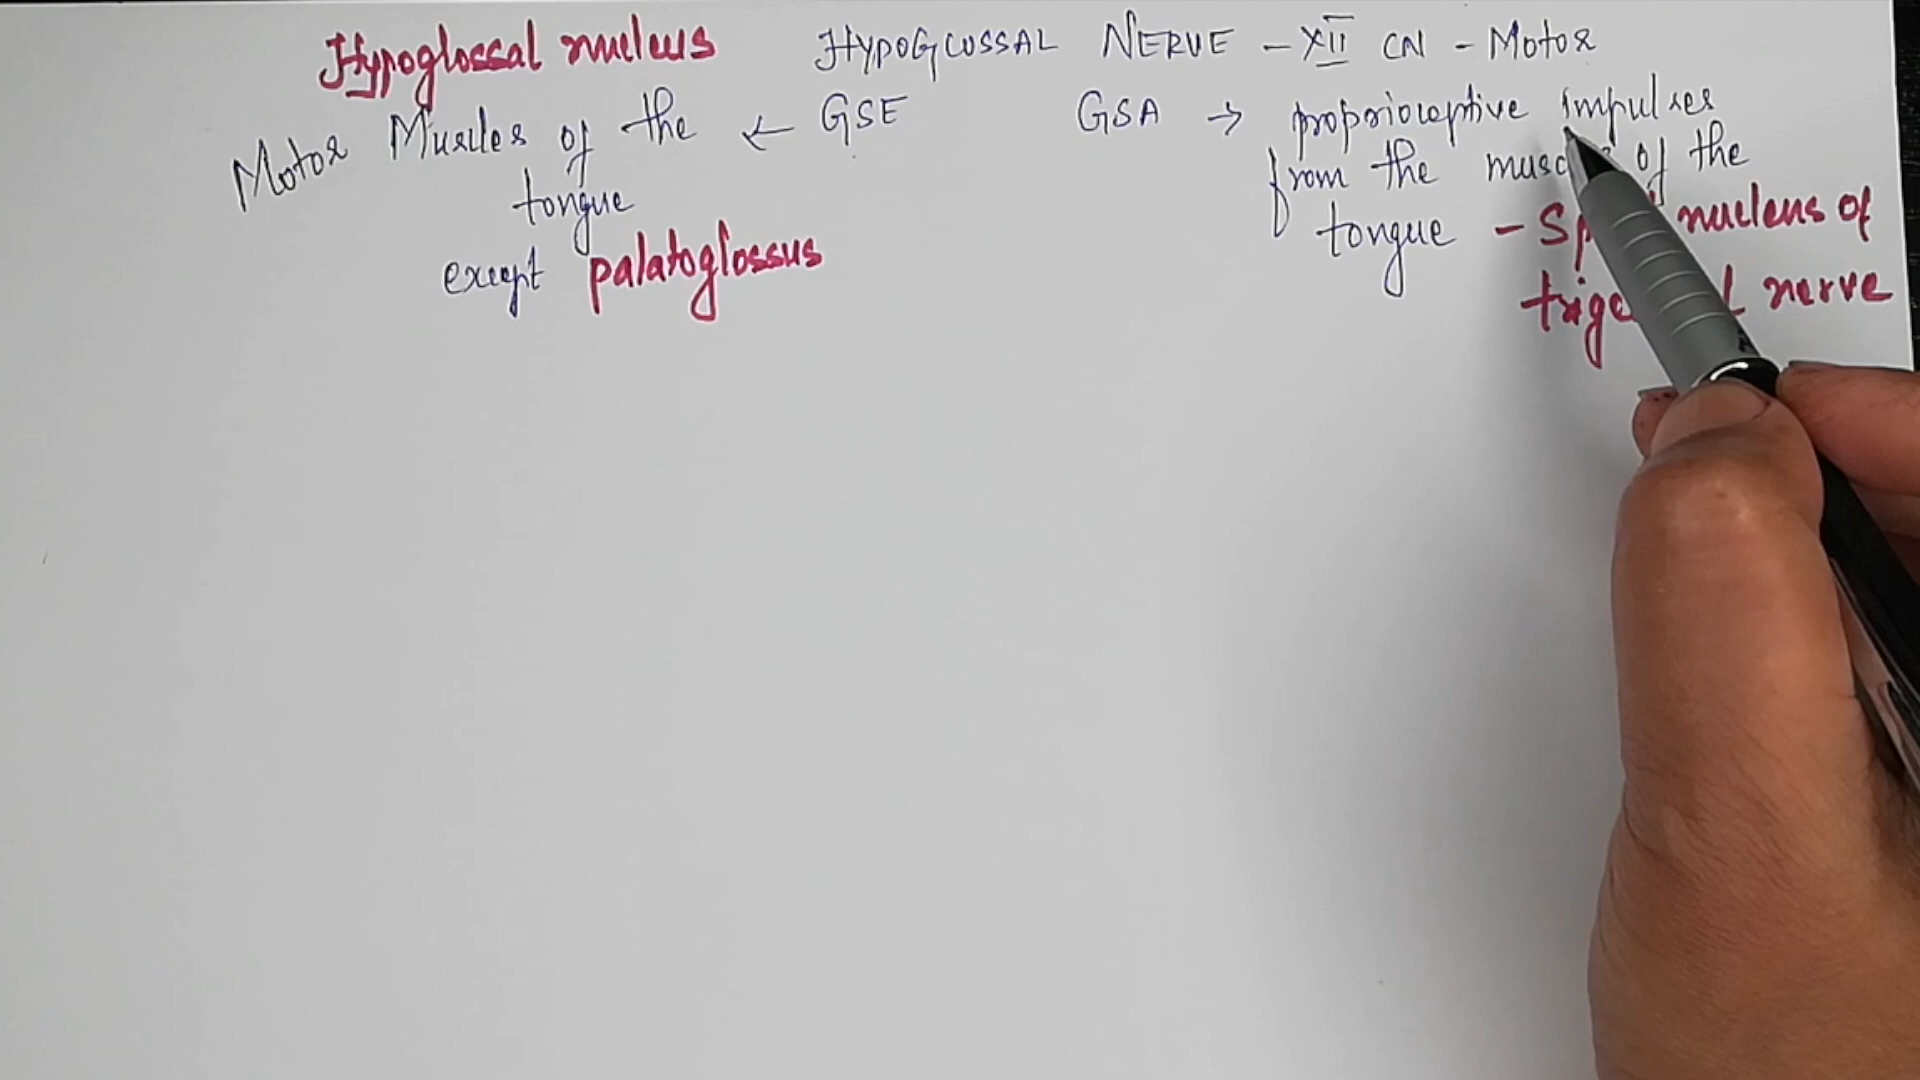 Hypoglossal nucleus
HYPOGLOSSAL NERVE - XII CN - Motor
Motor Muscles of the ← GSE
tongue
except palatoglossus
GSA → proprioceptive impulses
from the of the
tongue - nucleus of
nerve